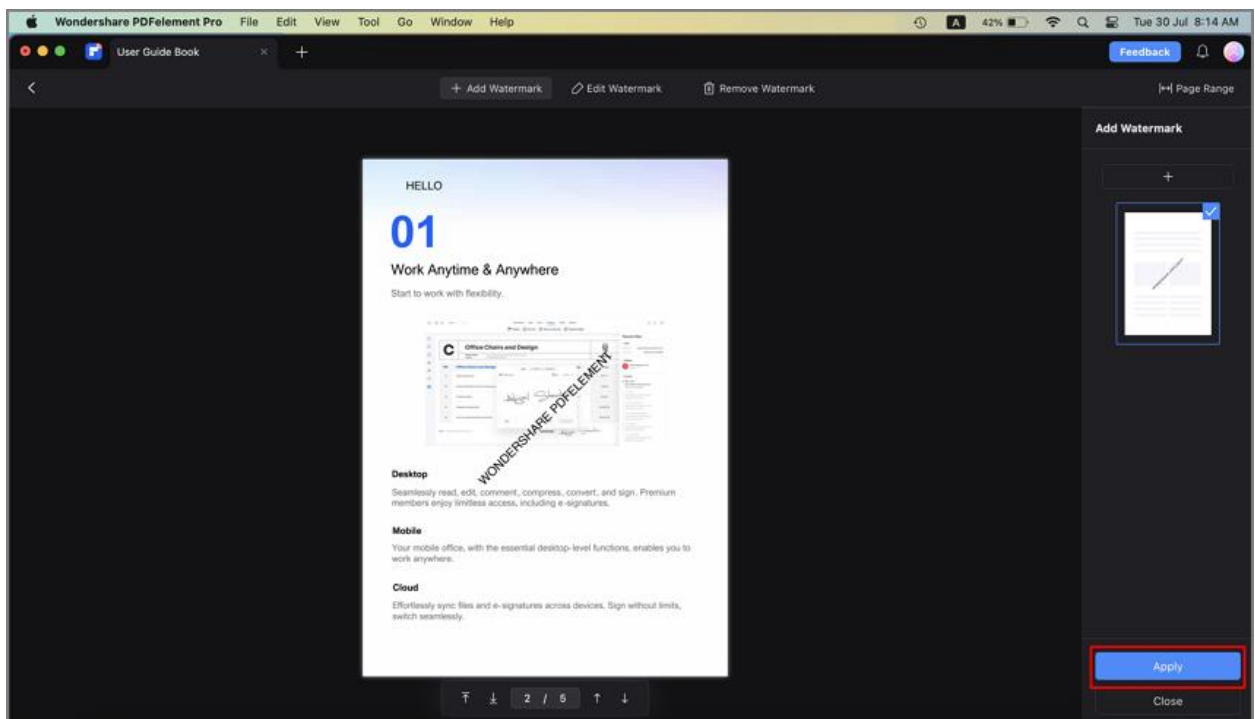 Wondershare PDFelement Pro File Edit View Tool Go Window Help A 42% Tue 30 Jul 8:14 AM
User Guide Book × + Feedback
+ Add Watermark Edit Watermark Remove Watermark Page Range
Add Watermark
+
HELLO
01
Work Anytime & Anywhere
Start to work with flexibility.
C Office Chairs and Design
WONDERSHARE PDFELEMENT
Desktop
Seamlessly read, edit, comment, compress, convert, and sign. Premium
members enjoy limitless access, including e-signatures.
Mobile
Your mobile office, with the essential desktop-level functions, enables you to
work anywhere.
Cloud
Effortlessly sync files and e-signatures across devices. Sign without limits,
switch seamlessly.
2 / 5
Apply
Close